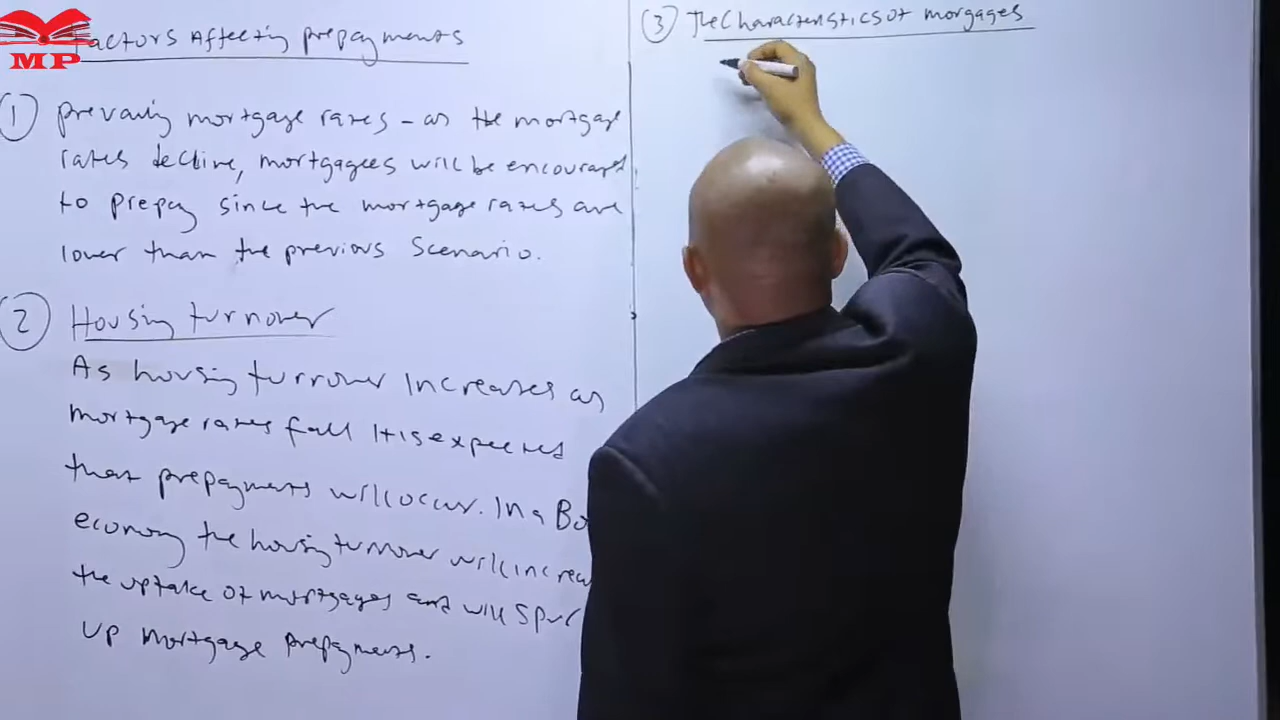 MP
Factors Affecting prepayments
1 prevailing mortgage rates - as the mortgage
rates decline, mortgagees will be encouraged
to prepay since the mortgage rates are
lower than the previous scenario.
2 Housing turnover
As housing turnover increases as
mortgage rates fall it is expected
that prepayments will occur. In a Bo
economy the housing turnover will increa
the uptake of mortgages and will spur
up mortgage prepayments.
3 The characteristics of morgages